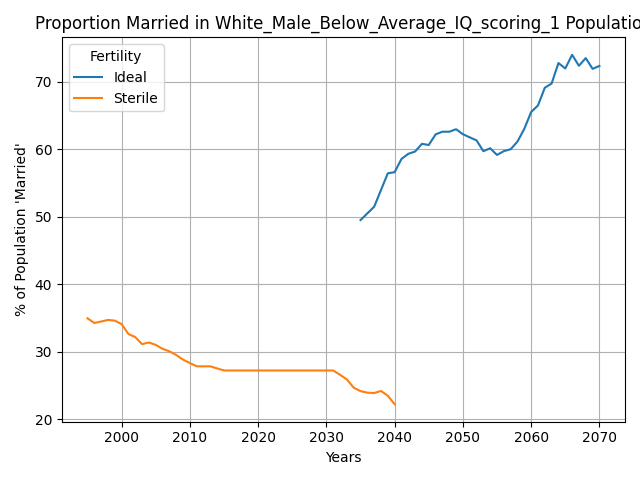 Proportion Married in White_Male_Below_Average_IQ_scoring_1 Populatio
Fertility
Ideal
Sterile
% of Population 'Married'
70
60
50
40
30
20
2000 2010 2020 2030 2040 2050 2060 2070
Years